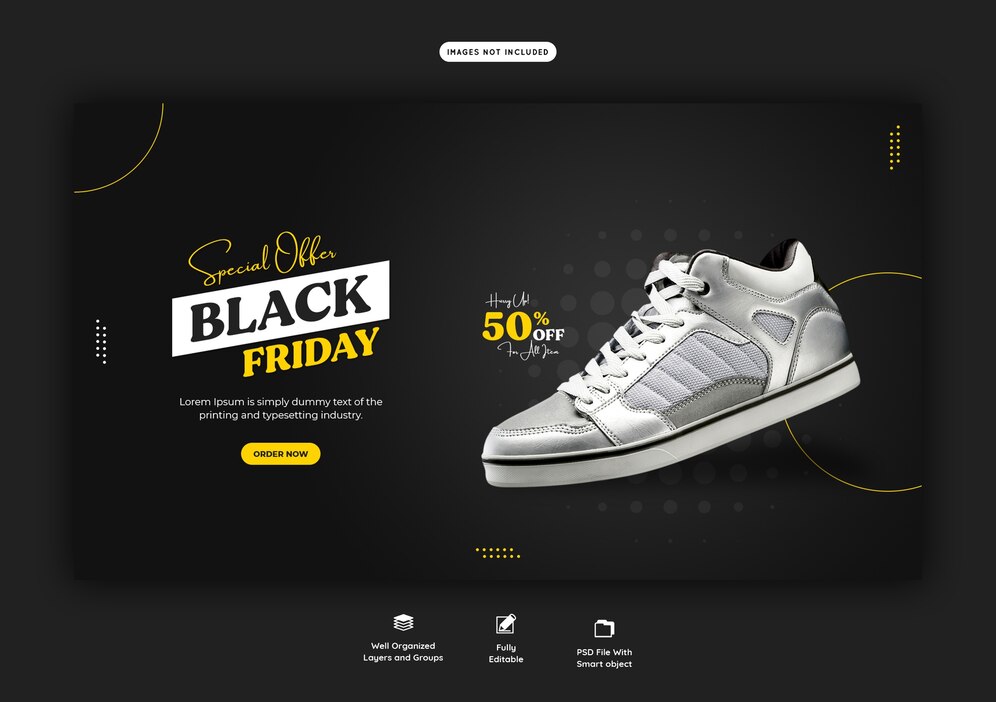 IMAGES NOT INCLUDED
Special Offer
BLACK
FRIDAY
Lorem Ipsum is simply dummy text of the
printing and typesetting industry.
ORDER NOW
Hurry Up!
50% OFF
For All Item
Well Organized
Layers and Groups
Fully
Editable
PSD File With
Smart object